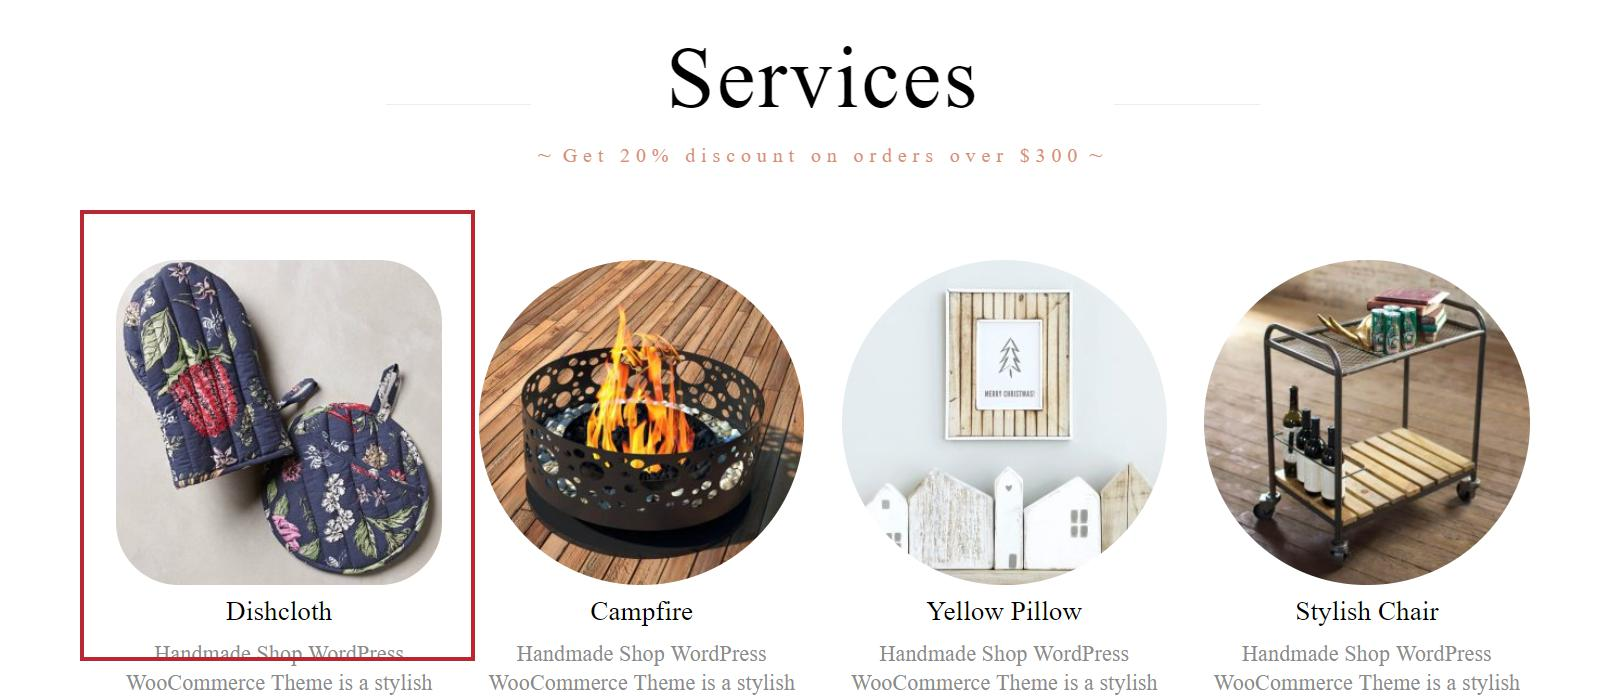 Services
~ Get 20% discount on orders over $300 ~
MERRY CHRISTMAS!
Dishcloth
Campfire
Yellow Pillow
Stylish Chair
Handmade Shop WordPress
WooCommerce Theme is a stylish
Handmade Shop WordPress
WooCommerce Theme is a stylish
Handmade Shop WordPress
WooCommerce Theme is a stylish
Handmade Shop WordPress
WooCommerce Theme is a stylish